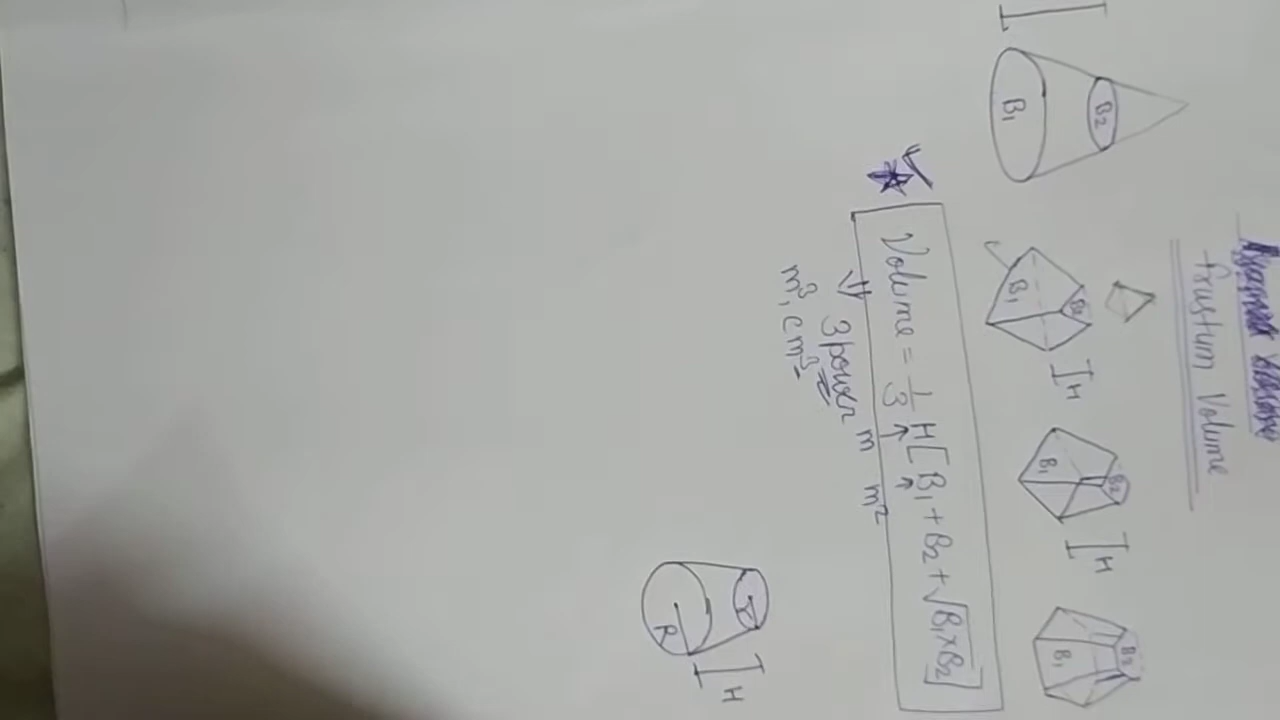 frustum Volume
B1 B2
B1 B2 H
B1 B2 H
B1 B2
Volume = 1/3 H [B1 + B2 + √B1×B2]
m m²
⇓ 3 power
m³, cm³
r
R H